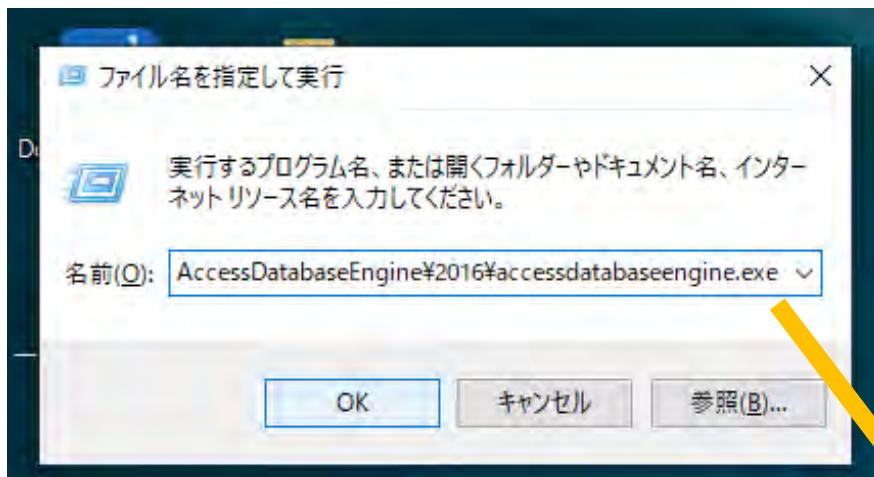 ファイル名を指定して実行
実行するプログラム名、または開くフォルダーやドキュメント名、インター
ネット リソース名を入力してください。
名前(O): AccessDatabaseEngine¥2016¥accessdatabaseengine.exe
OK キャンセル 参照(B)...